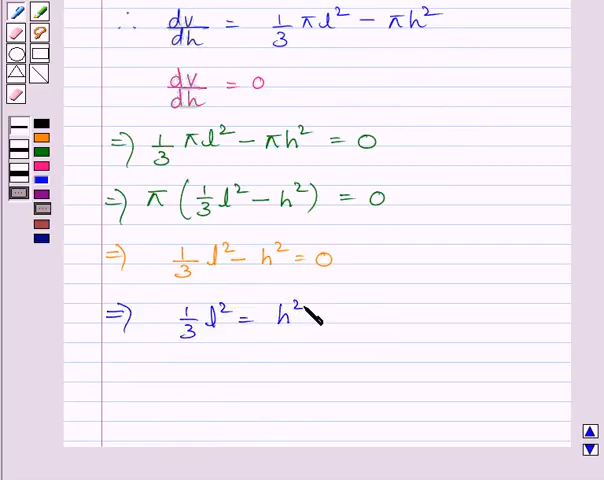 ∴ dv/dh = 1/3 πl² − πh²
dv/dh = 0
⇒) 1/3 πl² − πh² = 0
⇒) π (1/3 l² − h²) = 0
⇒) 1/3 l² − h² = 0
⇒) 1/3 l² = h²